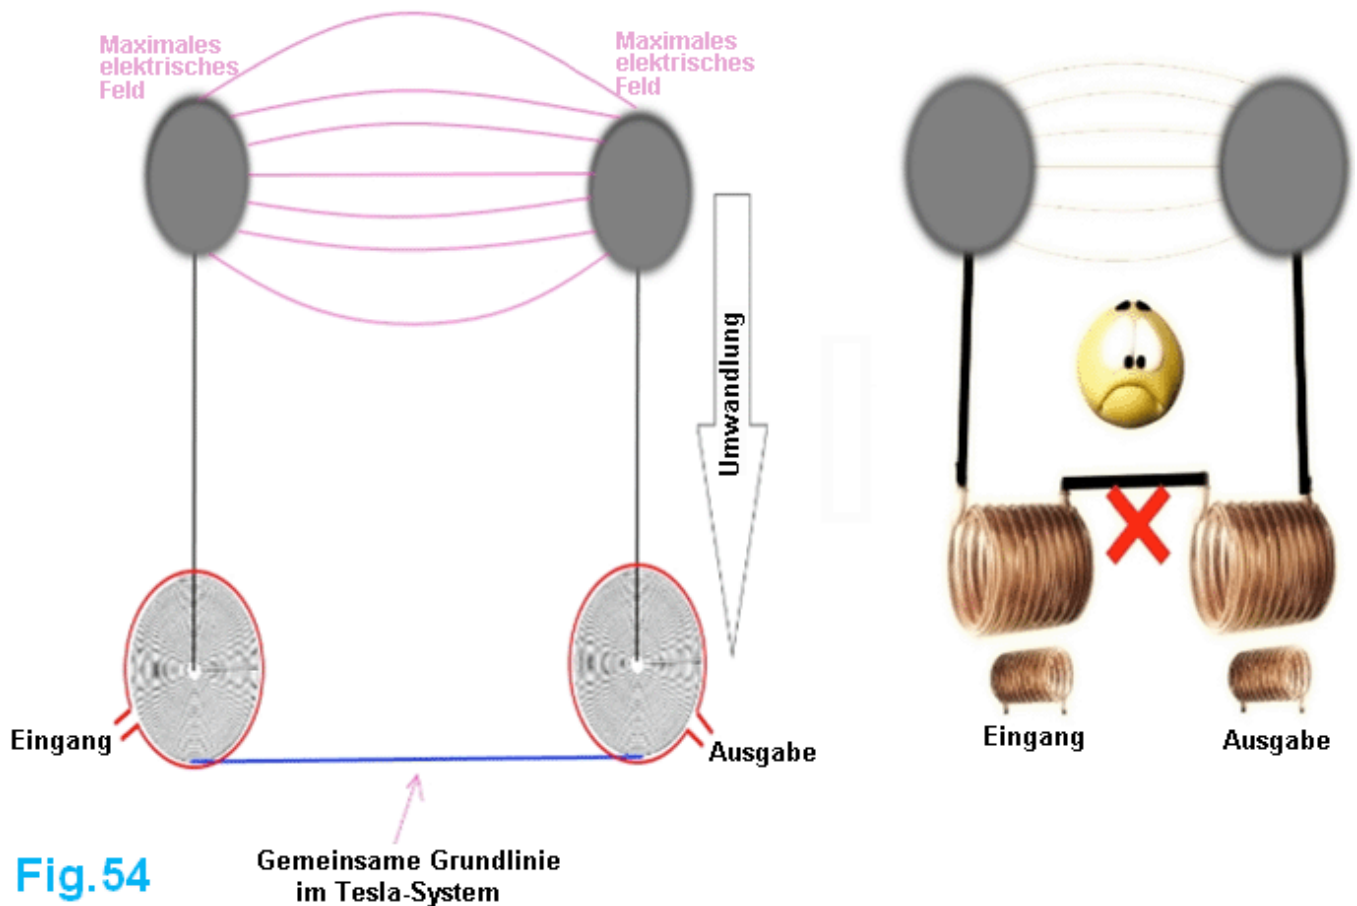 Maximales
elektrisches
Feld
Maximales
elektrisches
Feld
Umwandlung
Eingang
Ausgabe
Gemeinsame Grundlinie
im Tesla-System
Fig.54
Eingang
Ausgabe